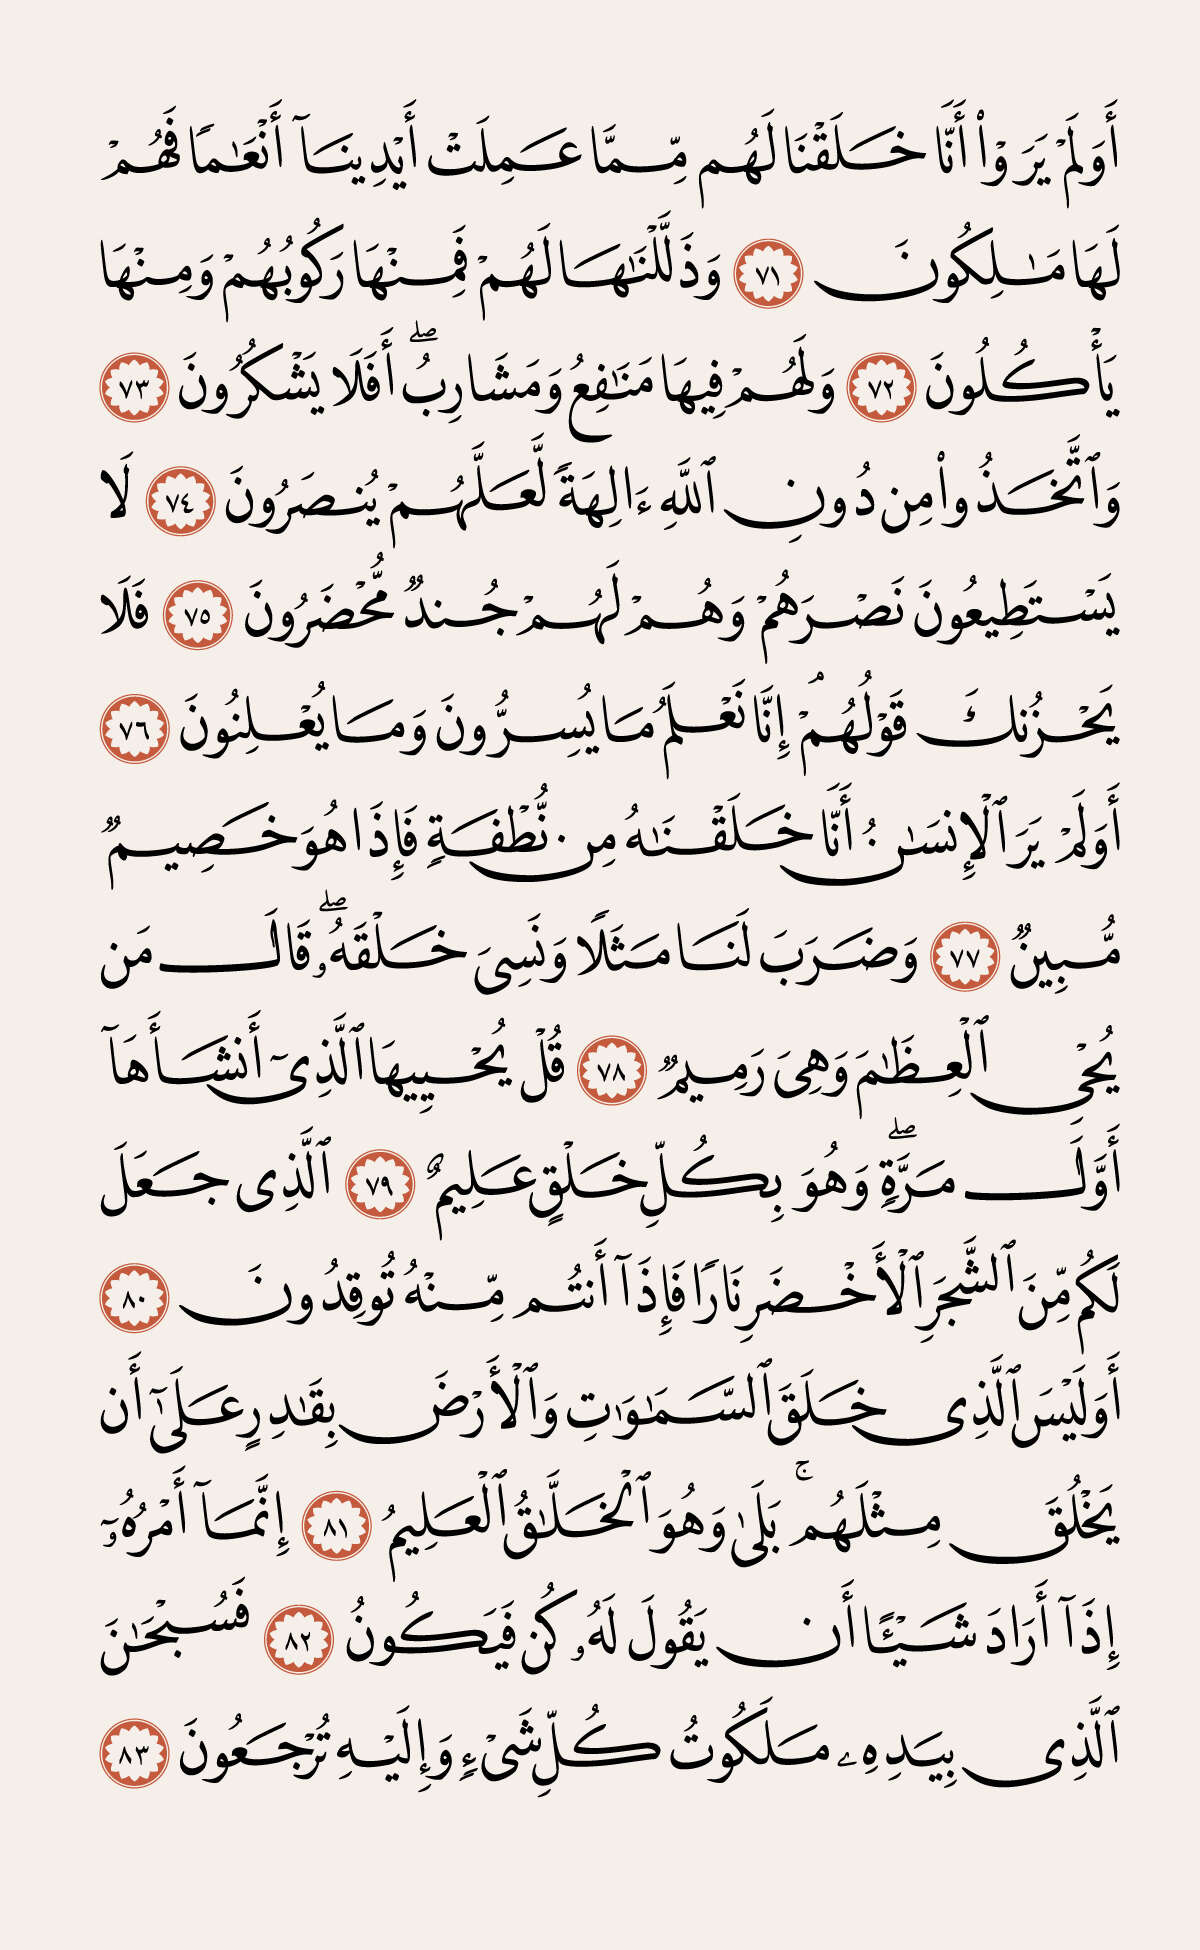 أَوَلَمْ يَرَوْا۟ أَنَّا خَلَقْنَا لَهُم مِّمَّا عَمِلَتْ أَيْدِينَآ أَنْعَٰمًا فَهُمْ
لَهَا مَٰلِكُونَ ٧١ وَذَلَّلْنَٰهَا لَهُمْ فَمِنْهَا رَكُوبُهُمْ وَمِنْهَا
يَأْكُلُونَ ٧٢ وَلَهُمْ فِيهَا مَنَٰفِعُ وَمَشَارِبُ ۖ أَفَلَا يَشْكُرُونَ ٧٣
وَٱتَّخَذُوا۟ مِن دُونِ ٱللَّهِ ءَالِهَةً لَّعَلَّهُمْ يُنصَرُونَ ٧٤ لَا
يَسْتَطِيعُونَ نَصْرَهُمْ وَهُمْ لَهُمْ جُندٌ مُّحْضَرُونَ ٧٥ فَلَا
يَحْزُنكَ قَوْلُهُمْ ۘ إِنَّا نَعْلَمُ مَا يُسِرُّونَ وَمَا يُعْلِنُونَ ٧٦
أَوَلَمْ يَرَ ٱلْإِنسَٰنُ أَنَّا خَلَقْنَٰهُ مِن نُّطْفَةٍ فَإِذَا هُوَ خَصِيمٌ
مُّبِينٌ ٧٧ وَضَرَبَ لَنَا مَثَلًا وَنَسِىَ خَلْقَهُۥ ۖ قَالَ مَن
يُحْىِ ٱلْعِظَٰمَ وَهِىَ رَمِيمٌ ٧٨ قُلْ يُحْيِيهَا ٱلَّذِىٓ أَنشَأَهَآ
أَوَّلَ مَرَّةٍ ۖ وَهُوَ بِكُلِّ خَلْقٍ عَلِيمٌ ٧٩ ٱلَّذِى جَعَلَ
لَكُم مِّنَ ٱلشَّجَرِ ٱلْأَخْضَرِ نَارًا فَإِذَآ أَنتُم مِّنْهُ تُوقِدُونَ ٨٠
أَوَلَيْسَ ٱلَّذِى خَلَقَ ٱلسَّمَٰوَٰتِ وَٱلْأَرْضَ بِقَٰدِرٍ عَلَىٰٓ أَن
يَخْلُقَ مِثْلَهُم ۚ بَلَىٰ وَهُوَ ٱلْخَلَّٰقُ ٱلْعَلِيمُ ٨١ إِنَّمَآ أَمْرُهُۥٓ
إِذَآ أَرَادَ شَيْـًٔا أَن يَقُولَ لَهُۥ كُن فَيَكُونُ ٨٢ فَسُبْحَٰنَ
ٱلَّذِى بِيَدِهِۦ مَلَكُوتُ كُلِّ شَىْءٍ وَإِلَيْهِ تُرْجَعُونَ ٨٣